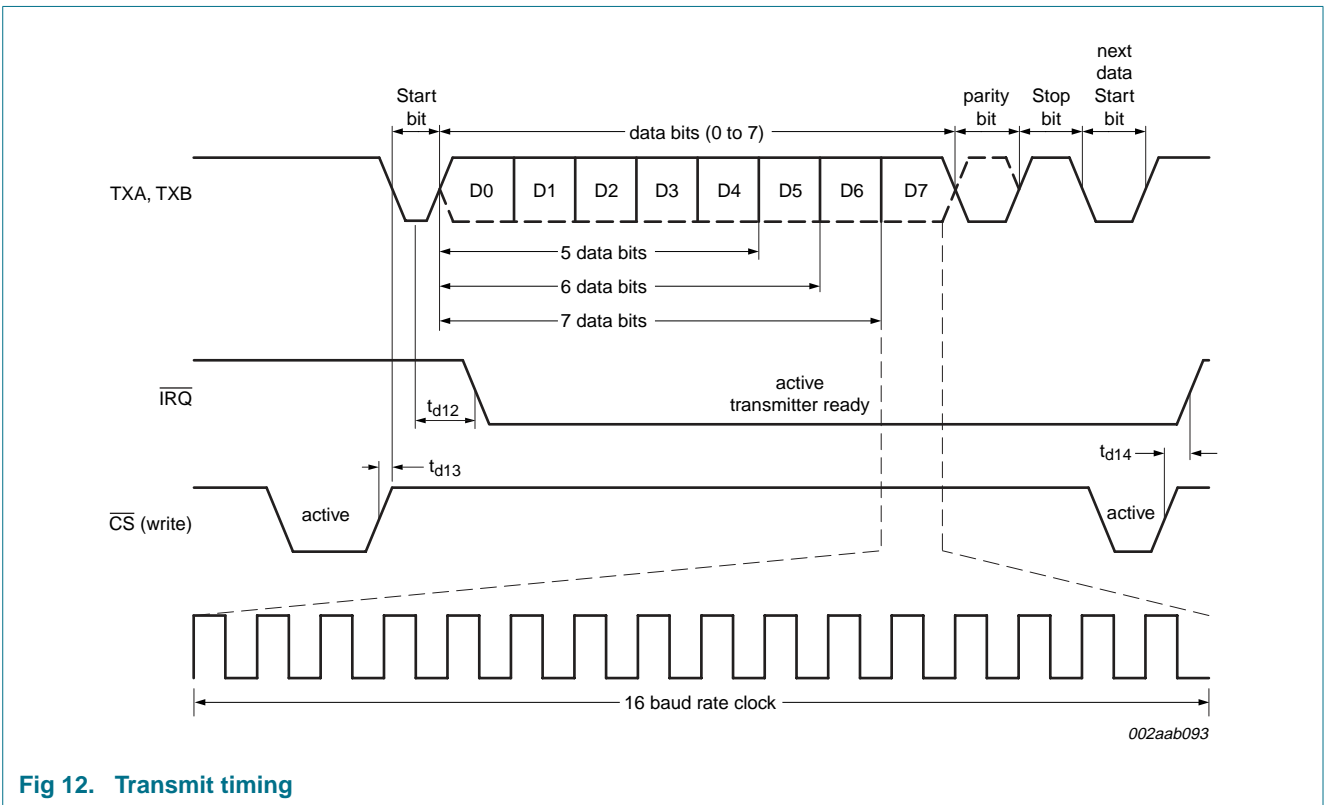 next
data
Start
bit
Start
bit
data bits (0 to 7)
parity
bit
Stop
bit
TXA, TXB
D0
D1
D2
D3
D4
D5
D6
D7
5 data bits
6 data bits
7 data bits
IRQ
active
transmitter ready
td12
td13
td14
CS (write)
active
active
16 baud rate clock
002aab093
Fig 12. Transmit timing